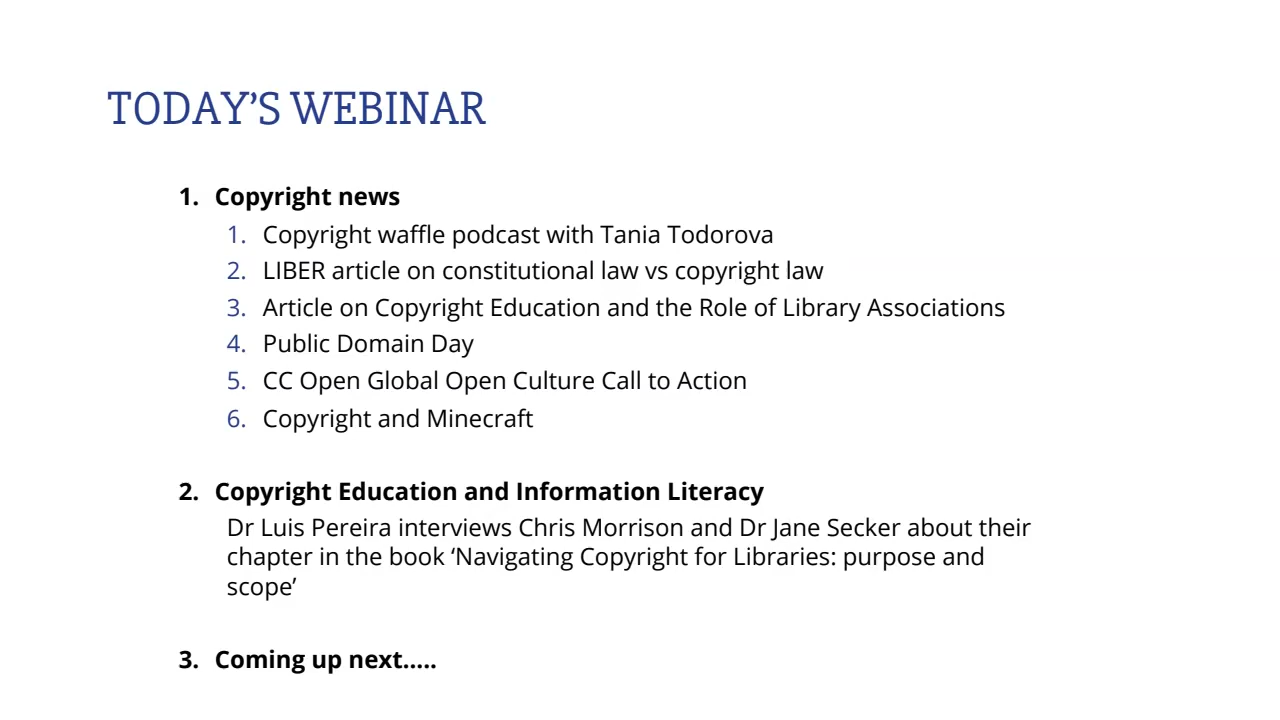 TODAY’S WEBINAR
1. Copyright news
1. Copyright waffle podcast with Tania Todorova
2. LIBER article on constitutional law vs copyright law
3. Article on Copyright Education and the Role of Library Associations
4. Public Domain Day
5. CC Open Global Open Culture Call to Action
6. Copyright and Minecraft
2. Copyright Education and Information Literacy
Dr Luis Pereira interviews Chris Morrison and Dr Jane Secker about their
chapter in the book ‘Navigating Copyright for Libraries: purpose and
scope’
3. Coming up next.....